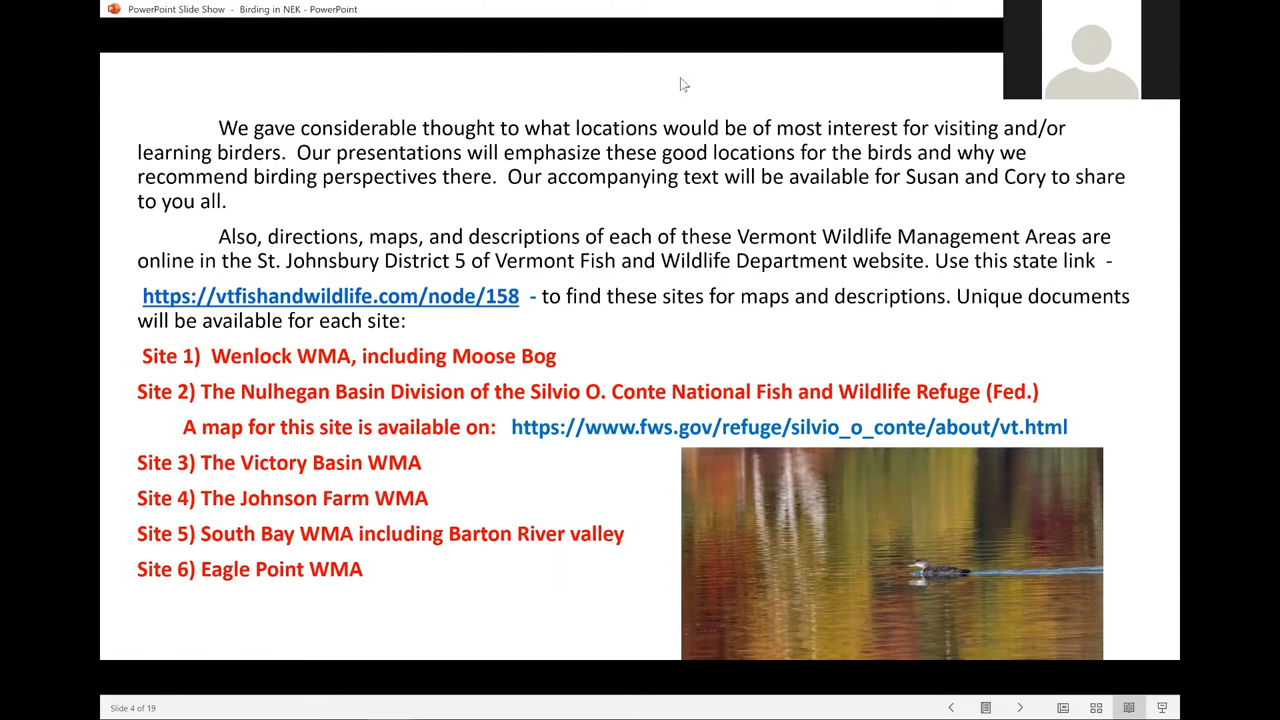 PowerPoint Slide Show - Birding in NEK - PowerPoint
We gave considerable thought to what locations would be of most interest for visiting and/or
learning birders. Our presentations will emphasize these good locations for the birds and why we
recommend birding perspectives there. Our accompanying text will be available for Susan and Cory to share
to you all.
Also, directions, maps, and descriptions of each of these Vermont Wildlife Management Areas are
online in the St. Johnsbury District 5 of Vermont Fish and Wildlife Department website. Use this state link -
https://vtfishandwildlife.com/node/158 - to find these sites for maps and descriptions. Unique documents
will be available for each site:
Site 1) Wenlock WMA, including Moose Bog
Site 2) The Nulhegan Basin Division of the Silvio O. Conte National Fish and Wildlife Refuge (Fed.)
A map for this site is available on: https://www.fws.gov/refuge/silvio_o_conte/about/vt.html
Site 3) The Victory Basin WMA
Site 4) The Johnson Farm WMA
Site 5) South Bay WMA including Barton River valley
Site 6) Eagle Point WMA
Slide 4 of 19